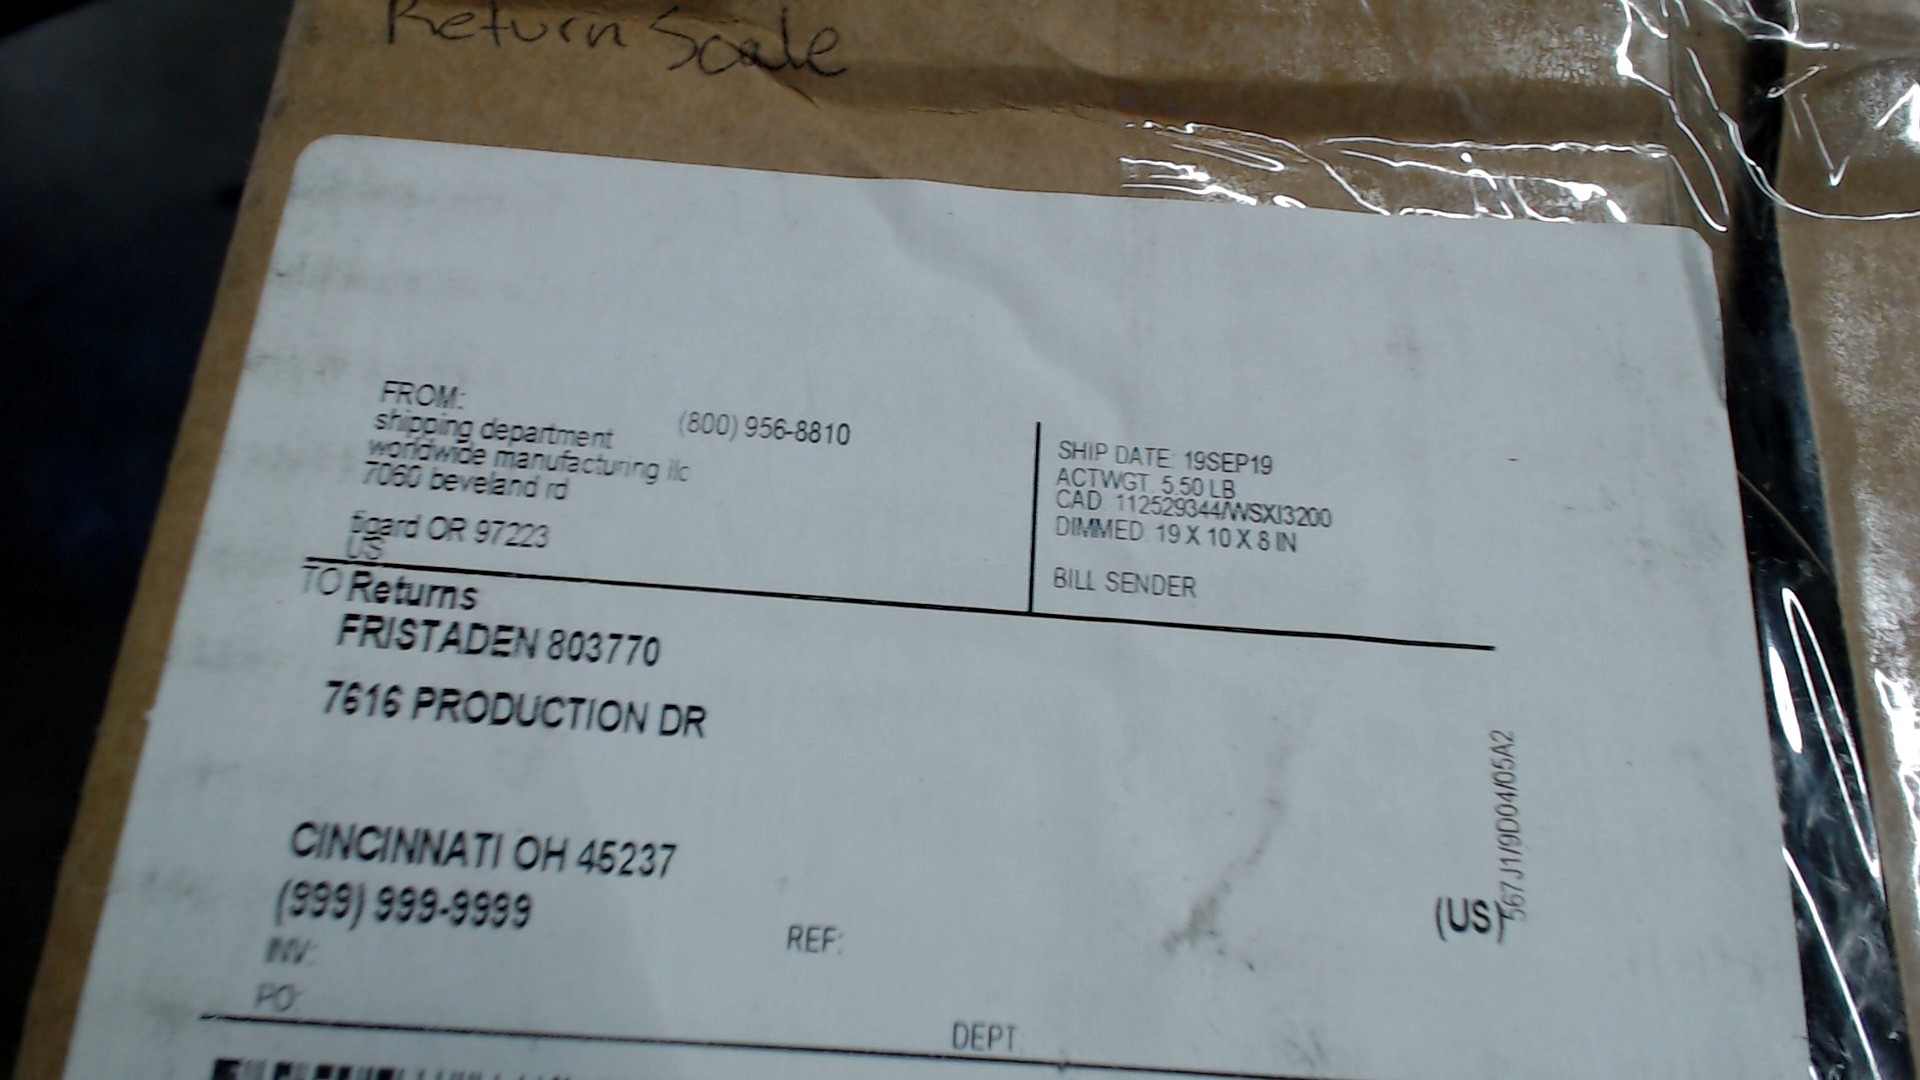 Return Scale
FROM:
shipping department (800) 956-8810
worldwide manufacturing llc
7060 beveland rd
tigard OR 97223
US
SHIP DATE: 19SEP19
ACTWGT: 5.50 LB
CAD: 112529344/WSXI3200
DIMMED: 19 X 10 X 8 IN
BILL SENDER
TO Returns
FRISTADEN 803770
7616 PRODUCTION DR
CINCINNATI OH 45237
(999) 999-9999
INV:
REF:
PO:
DEPT:
(US)
567J1/9D04/05A2